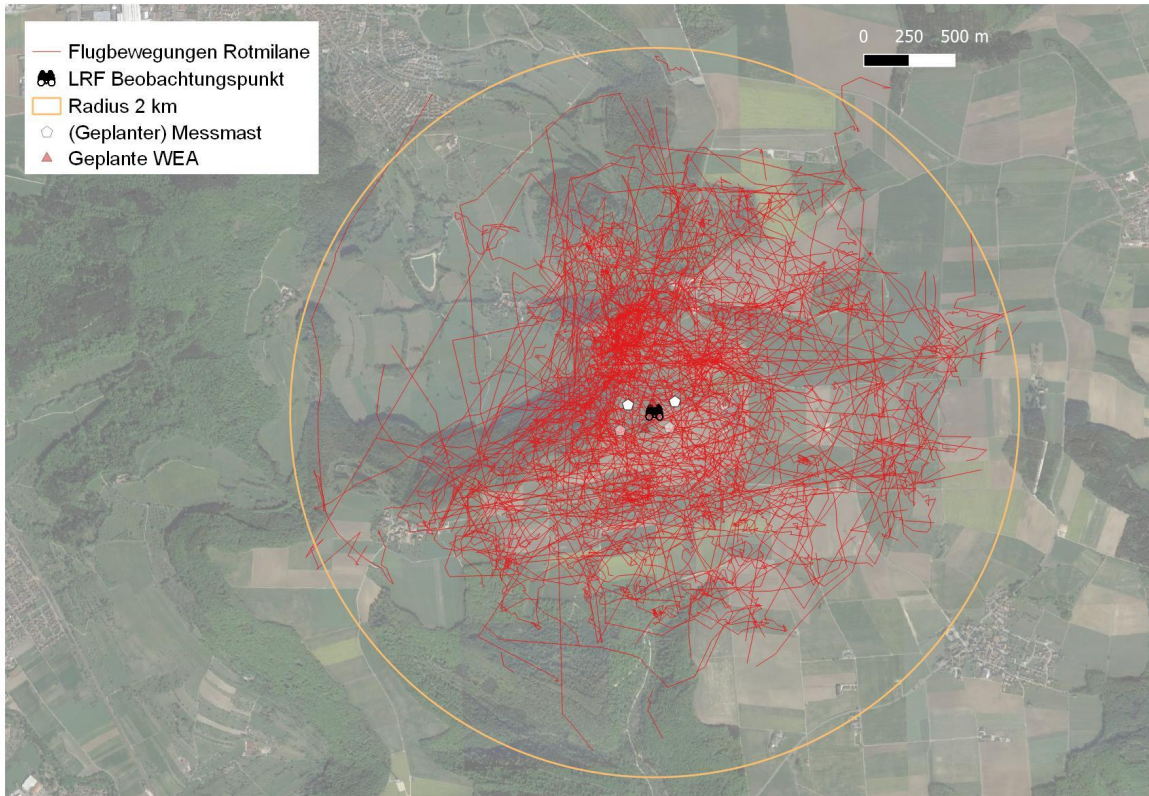 Flugbewegungen Rotmilane
LRF Beobachtungspunkt
Radius 2 km
(Geplanter) Messmast
Geplante WEA
0 250 500 m